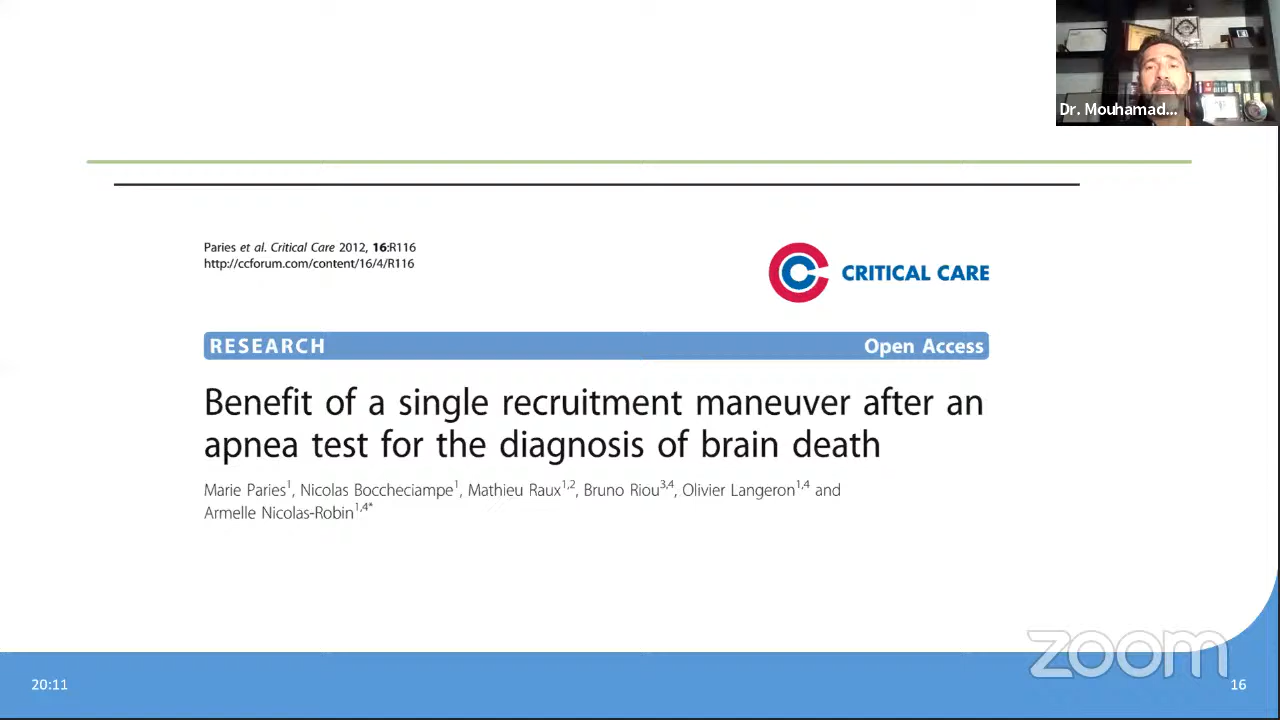 Dr. Mouhamad...
Paries et al. Critical Care 2012, 16:R116
http://ccforum.com/content/16/4/R116
CRITICAL CARE
RESEARCH
Open Access
Benefit of a single recruitment maneuver after an
apnea test for the diagnosis of brain death
Marie Paries1, Nicolas Boccheciampe1, Mathieu Raux1,2, Bruno Riou3,4, Olivier Langeron1,4 and
Armelle Nicolas-Robin1,4*
zoom
20:11
16